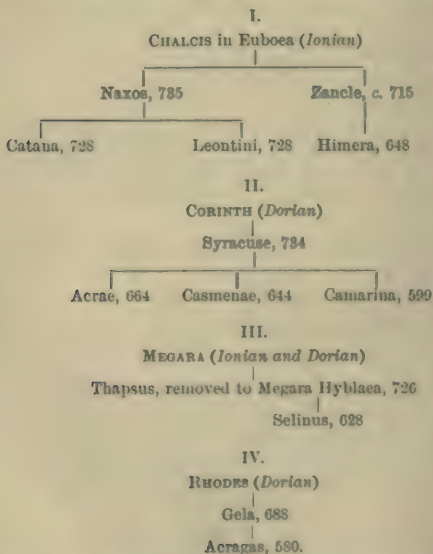 I.
CHALCIS in Euboea (Ionian)
Naxos, 735 Zancle, c. 715
Catana, 728 Leontini, 728 Himera, 648
II.
CORINTH (Dorian)
Syracuse, 734
Acrae, 664 Casmenae, 644 Camarina, 599
III.
MEGARA (Ionian and Dorian)
Thapsus, removed to Megara Hyblaea, 726
Selinus, 628
IV.
RHODES (Dorian)
Gela, 688
Acragas, 580.